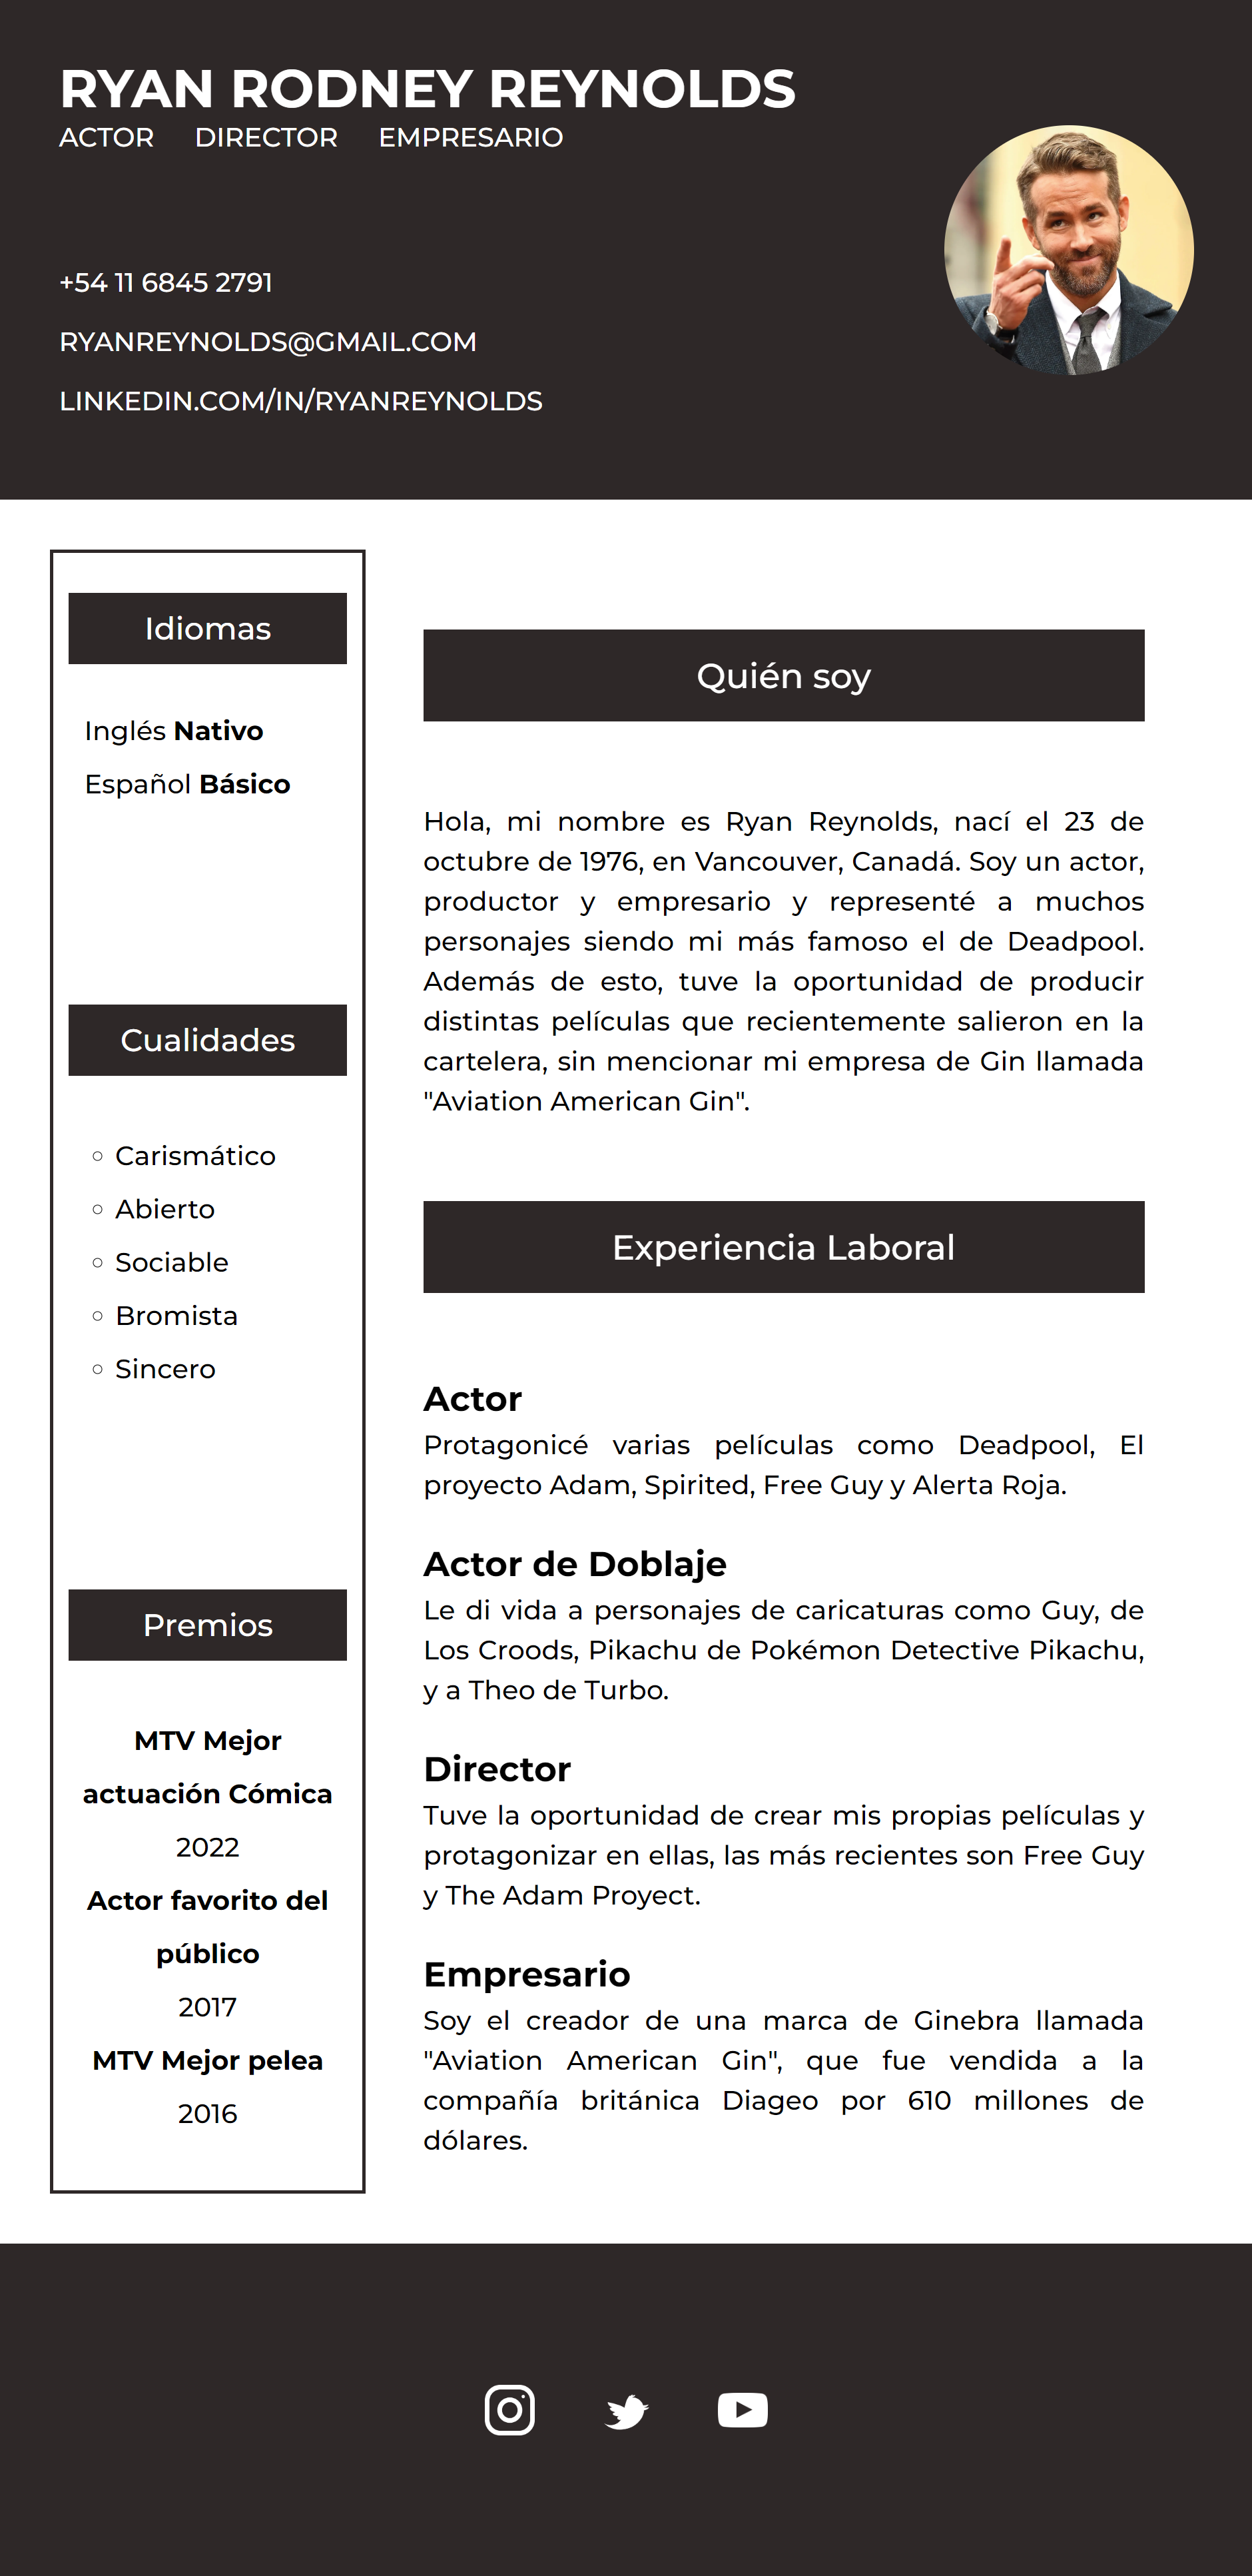 RYAN RODNEY REYNOLDS
ACTOR DIRECTOR EMPRESARIO
+54 11 6845 2791
RYANREYNOLDS@GMAIL.COM
LINKEDIN.COM/IN/RYANREYNOLDS
Idiomas
Inglés Nativo
Español Básico
Cualidades
Carismático
Abierto
Sociable
Bromista
Sincero
Premios
MTV Mejor
actuación Cómica
2022
Actor favorito del
público
2017
MTV Mejor pelea
2016
Quién soy
Hola, mi nombre es Ryan Reynolds, nací el 23 de
octubre de 1976, en Vancouver, Canadá. Soy un actor,
productor y empresario y representé a muchos
personajes siendo mi más famoso el de Deadpool.
Además de esto, tuve la oportunidad de producir
distintas películas que recientemente salieron en la
cartelera, sin mencionar mi empresa de Gin llamada
"Aviation American Gin".
Experiencia Laboral
Actor
Protagonicé varias películas como Deadpool, El
proyecto Adam, Spirited, Free Guy y Alerta Roja.
Actor de Doblaje
Le di vida a personajes de caricaturas como Guy, de
Los Croods, Pikachu de Pokémon Detective Pikachu,
y a Theo de Turbo.
Director
Tuve la oportunidad de crear mis propias películas y
protagonizar en ellas, las más recientes son Free Guy
y The Adam Proyect.
Empresario
Soy el creador de una marca de Ginebra llamada
"Aviation American Gin", que fue vendida a la
compañía británica Diageo por 610 millones de
dólares.